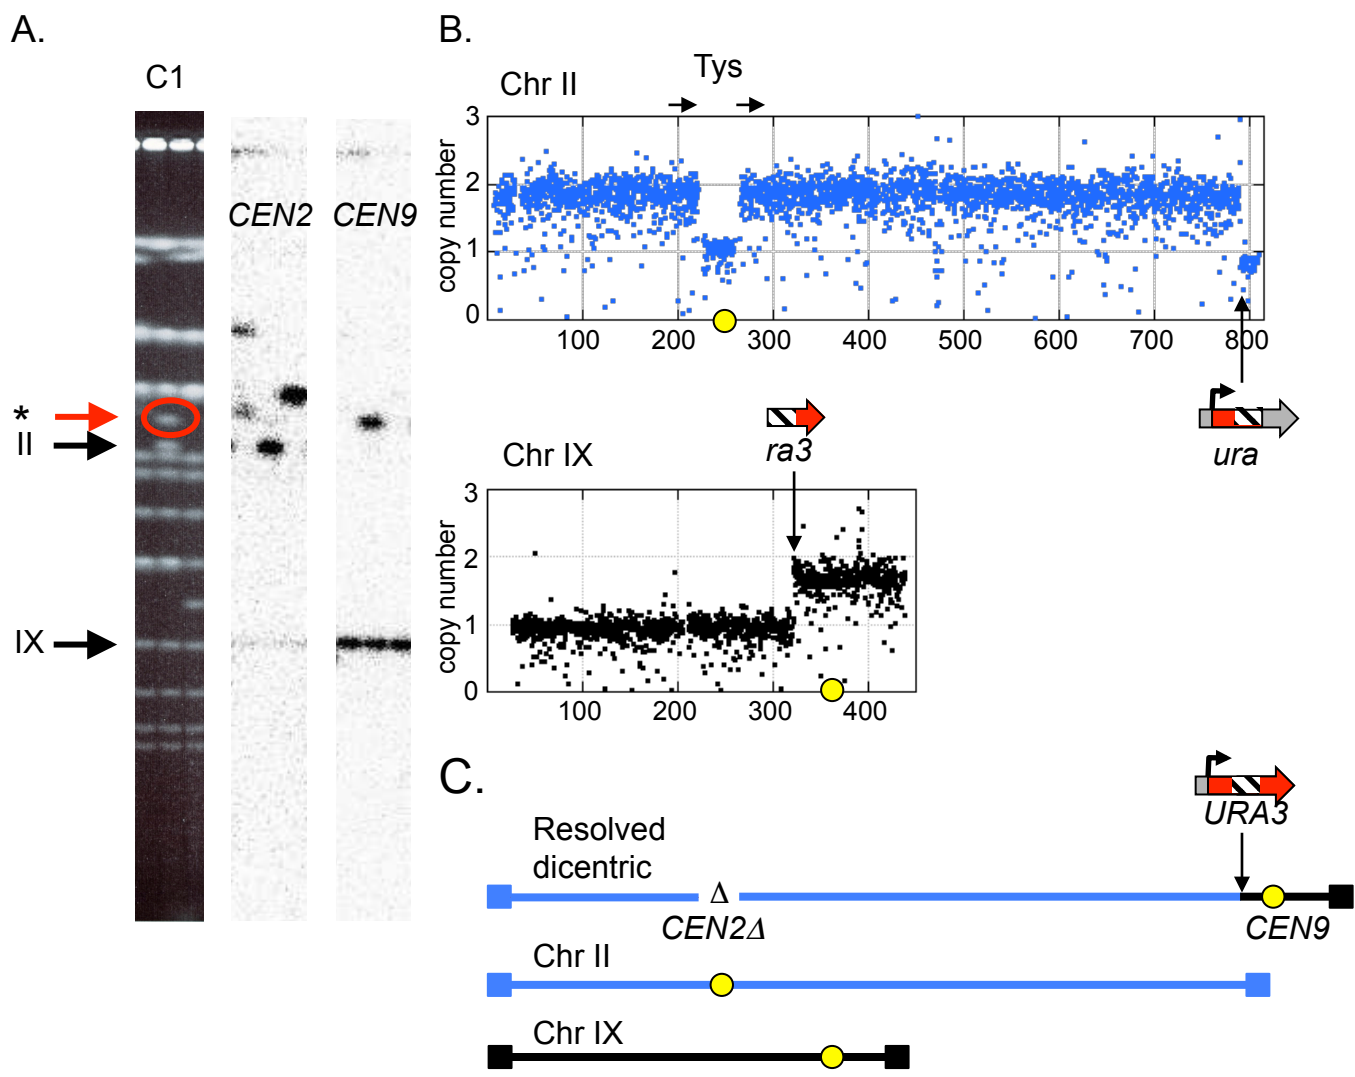 A.
C1
CEN2
CEN9
*
II
IX
B.
Tys
Chr II
copy number
3
2
1
0
100 200 300 400 500 600 700 800
ra3
ura
Chr IX
copy number
3
2
1
0
100 200 300 400
C.
URA3
Resolved
dicentric
Δ
CEN2Δ
CEN9
Chr II
Chr IX